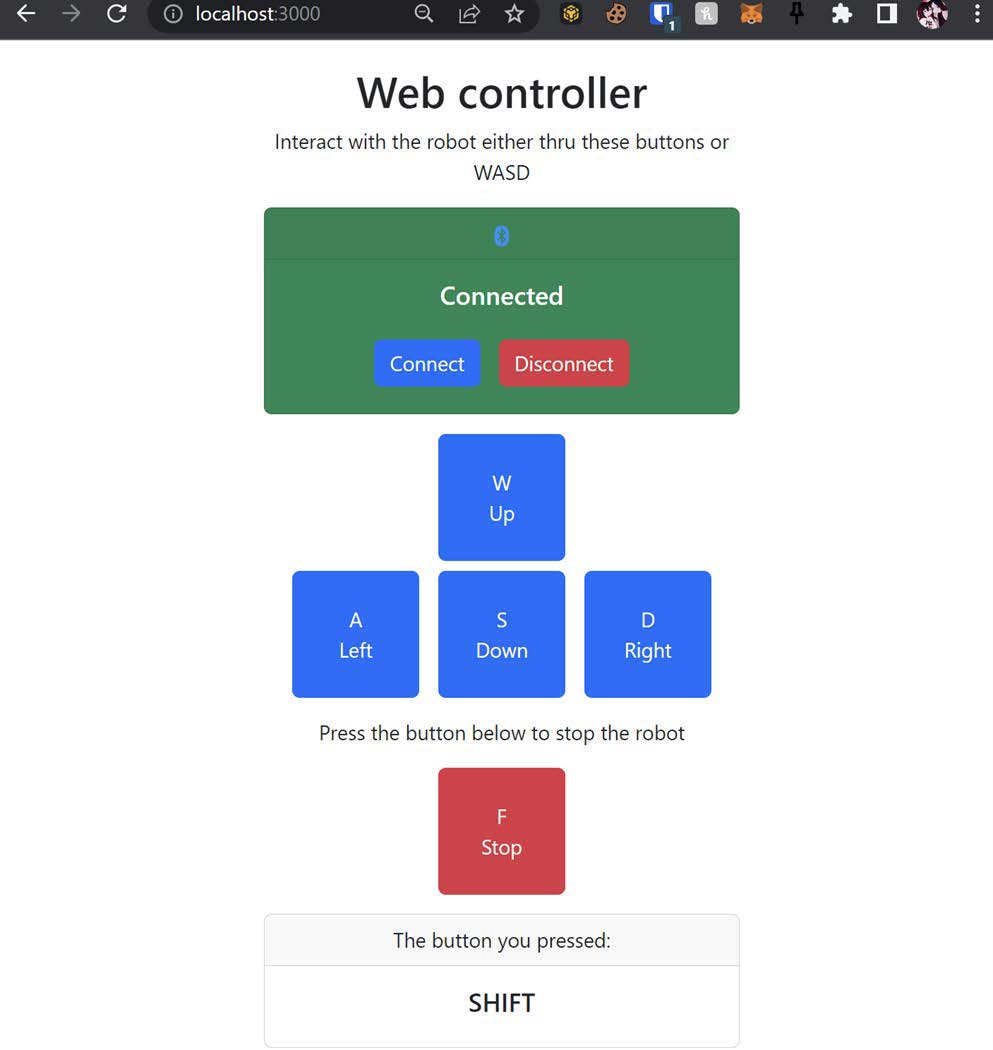 localhost:3000
1
Web controller
Interact with the robot either thru these buttons or
WASD
Connected
Connect Disconnect
W
Up
A S D
Left Down Right
Press the button below to stop the robot
F
Stop
The button you pressed:
SHIFT